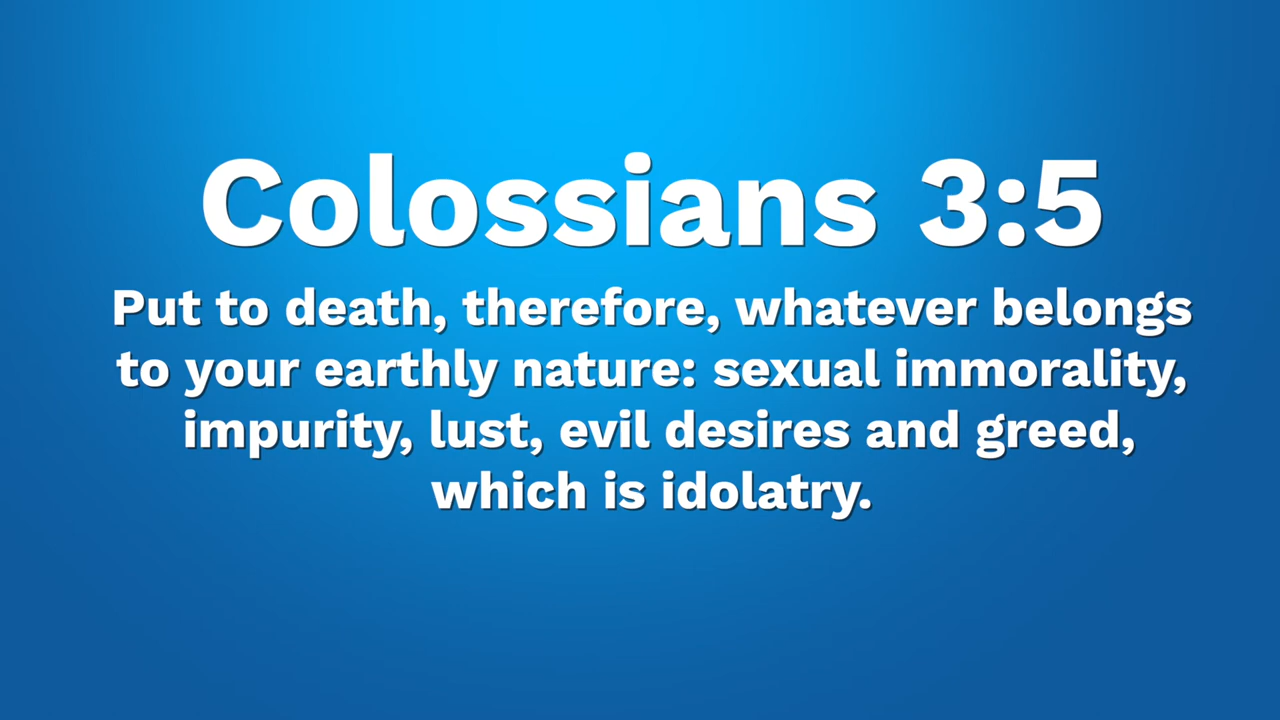 Colossians 3:5
Put to death, therefore, whatever belongs
to your earthly nature: sexual immorality,
impurity, lust, evil desires and greed,
which is idolatry.